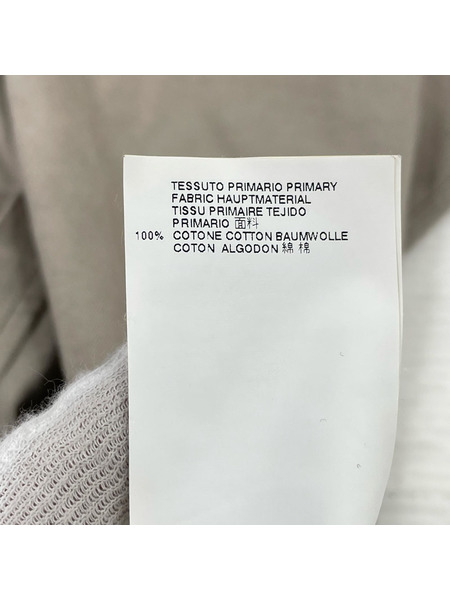 TESSUTO PRIMARIO PRIMARY
FABRIC HAUPTMATERIAL
TISSU PRIMAIRE TEJIDO
PRIMARIO 面料
100% COTONE COTTON BAUMWOLLE
COTON ALGODON 綿 棉